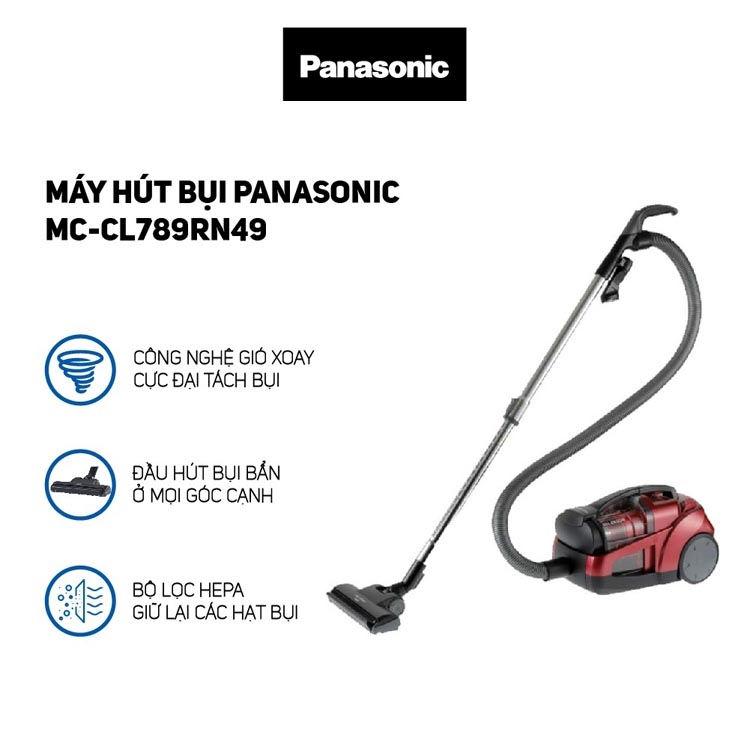 Panasonic
MÁY HÚT BỤI PANASONIC
MC-CL789RN49
CÔNG NGHỆ GIÓ XOAY
CỰC ĐẠI TÁCH BỤI
ĐẦU HÚT BỤI BẨN
Ở MỌI GÓC CẠNH
BỘ LỌC HEPA
GIỮ LẠI CÁC HẠT BỤI